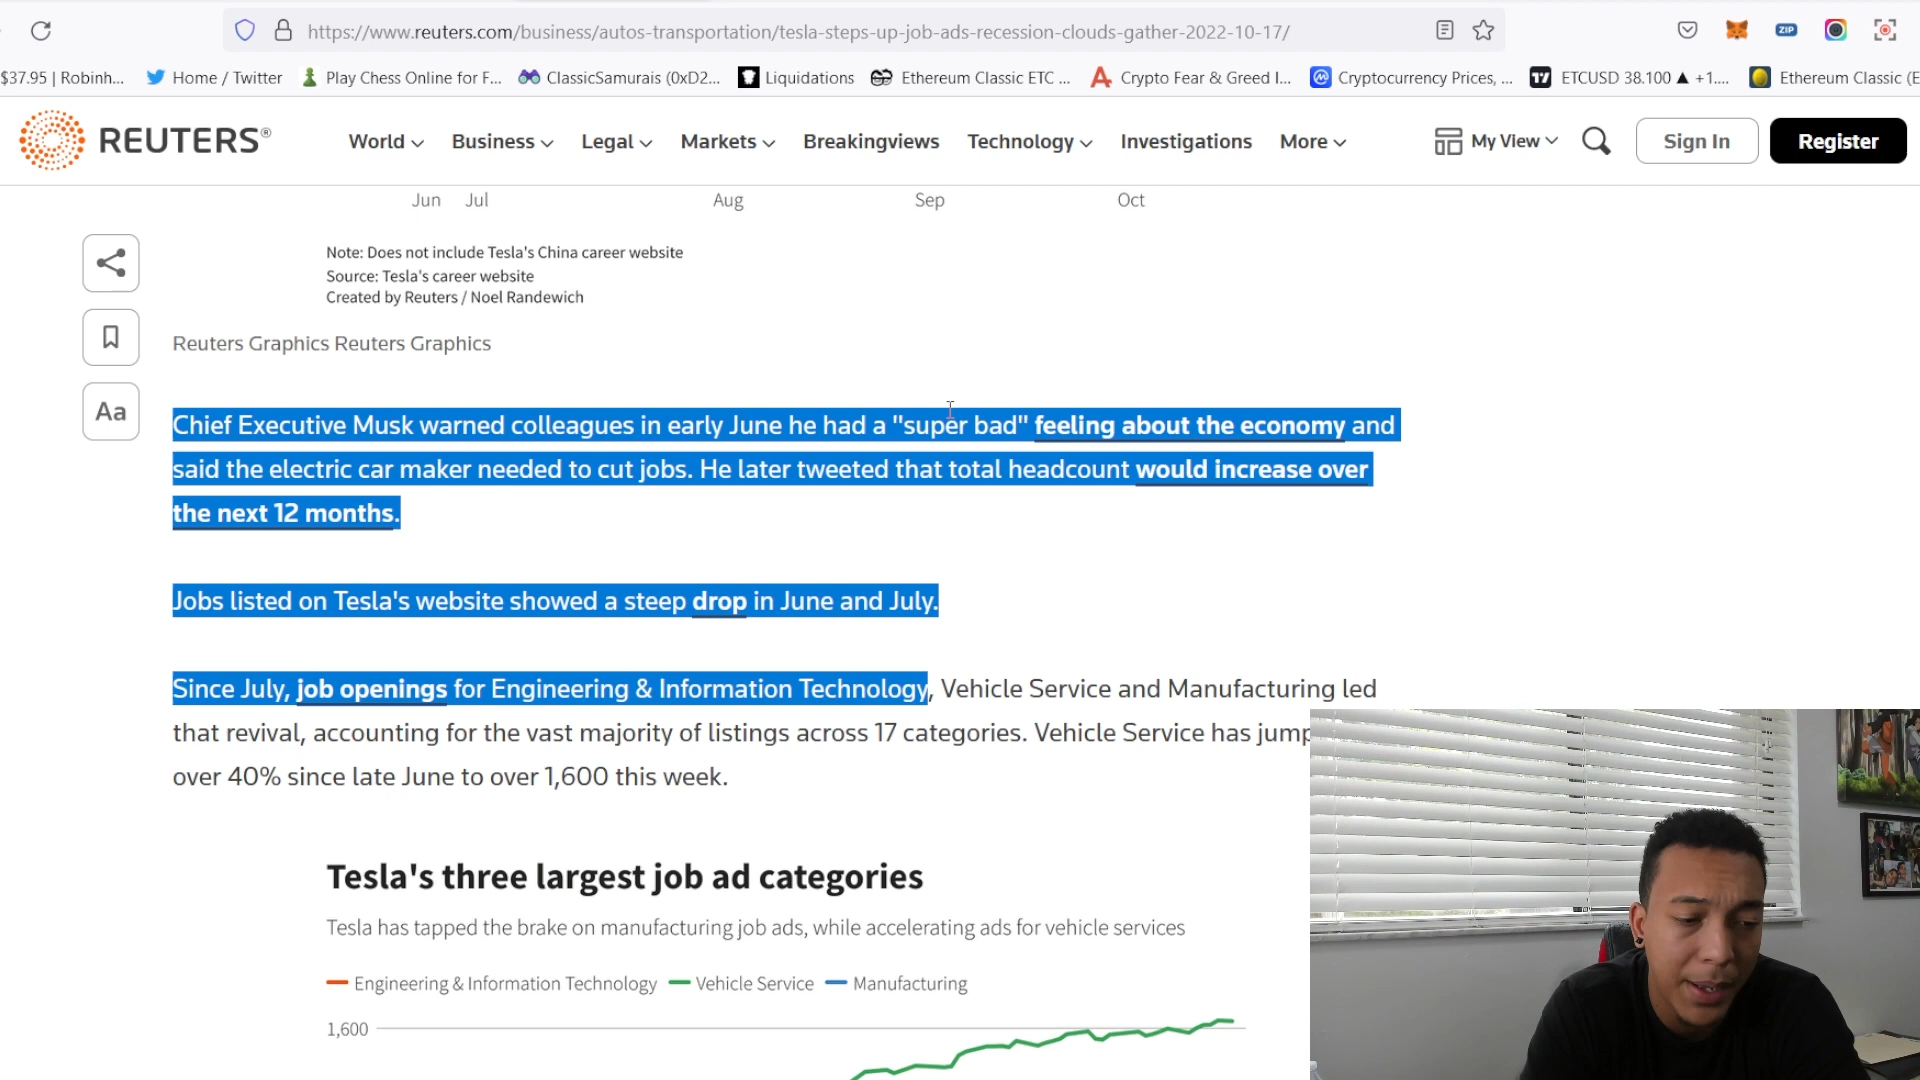 https://www.reuters.com/business/autos-transportation/tesla-steps-up-job-ads-recession-clouds-gather-2022-10-17/
ZIP
$37.95 | Robinh... Home / Twitter Play Chess Online for F... ClassicSamurais (0xD2... Liquidations Ethereum Classic ETC ... Crypto Fear & Greed I... Cryptocurrency Prices, ... ETCUSD 38.100 ▲ +1.... Ethereum Classic (E
REUTERS® World Business Legal Markets Breakingviews Technology Investigations More My View Sign In Register
Jun Jul Aug Sep Oct
Note: Does not include Tesla's China career website
Source: Tesla's career website
Created by Reuters / Noel Randewich
Reuters Graphics Reuters Graphics
Aa
Chief Executive Musk warned colleagues in early June he had a "super bad" feeling about the economy and
said the electric car maker needed to cut jobs. He later tweeted that total headcount would increase over
the next 12 months.
Jobs listed on Tesla's website showed a steep drop in June and July.
Since July, job openings for Engineering & Information Technology, Vehicle Service and Manufacturing led
that revival, accounting for the vast majority of listings across 17 categories. Vehicle Service has jump
over 40% since late June to over 1,600 this week.
Tesla's three largest job ad categories
Tesla has tapped the brake on manufacturing job ads, while accelerating ads for vehicle services
Engineering & Information Technology Vehicle Service Manufacturing
1,600